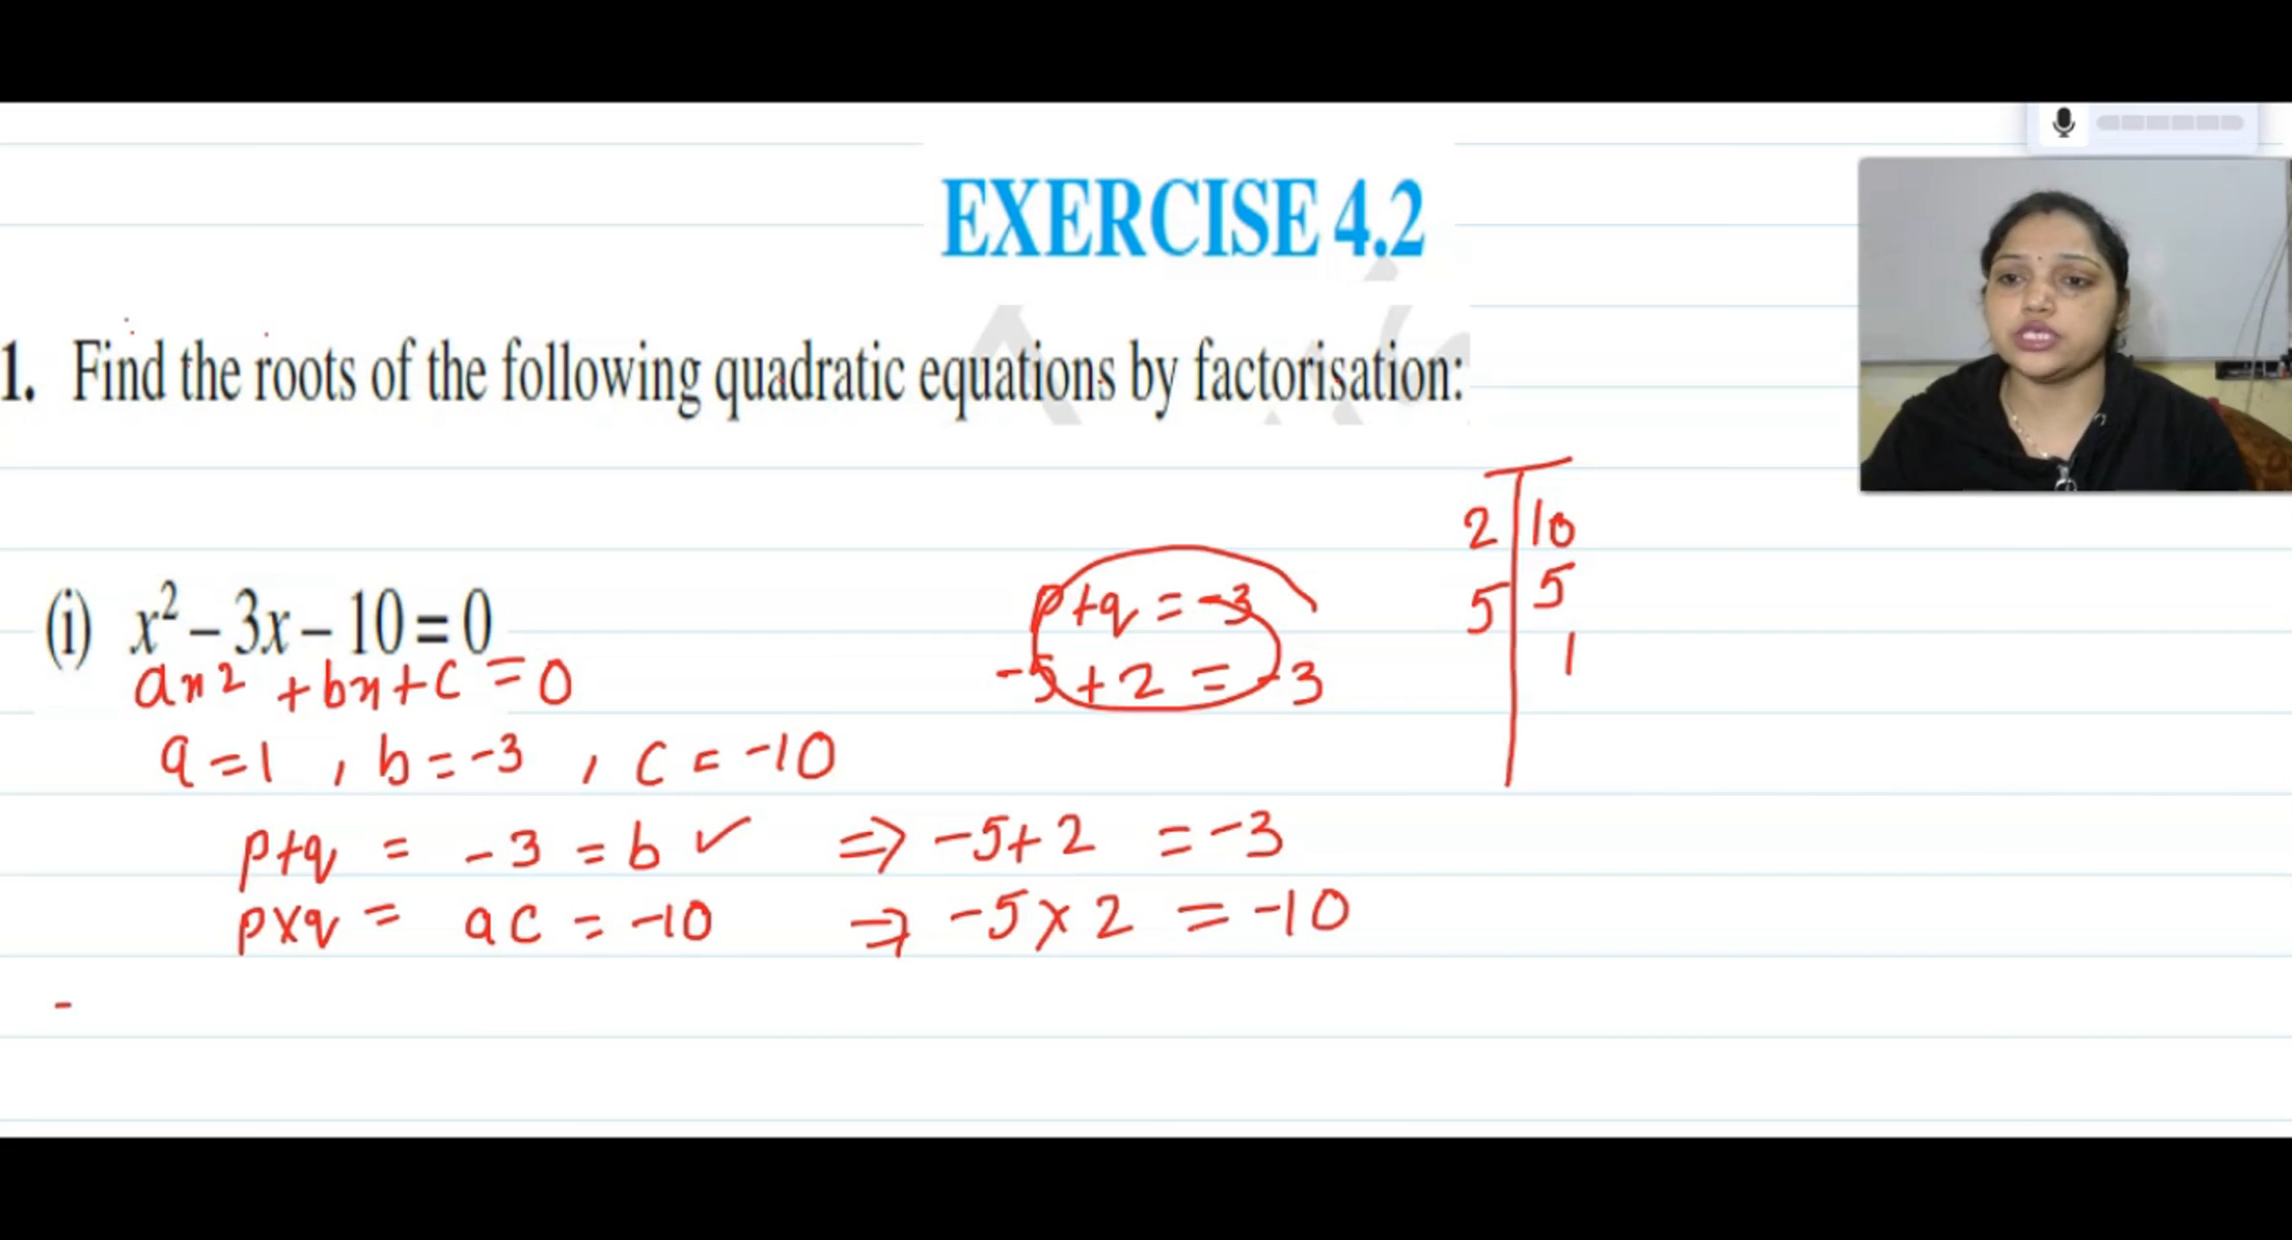 EXERCISE 4.2
1. Find the roots of the following quadratic equations by factorisation:
(i) x² – 3x – 10 = 0
ax² + bx + c = 0
a = 1 , b = -3 , c = -10
p+q = -3
-5 + 2 = -3
2 | 10
5 | 5
1
p+q = -3 = b ✓ ⇒ -5+2 = -3
p×q = ac = -10 ⇒ -5×2 = -10
-